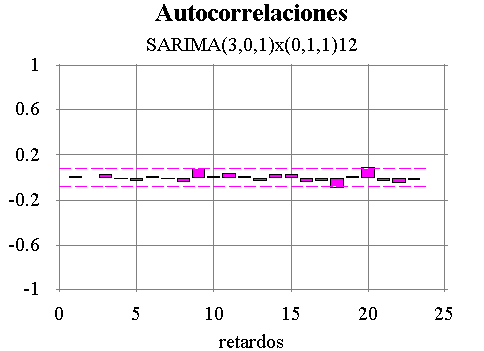 Autocorrelaciones
SARIMA(3,0,1)x(0,1,1)12
1
0.6
0.2
-0.2
-0.6
-1
0 5 10 15 20 25
retardos